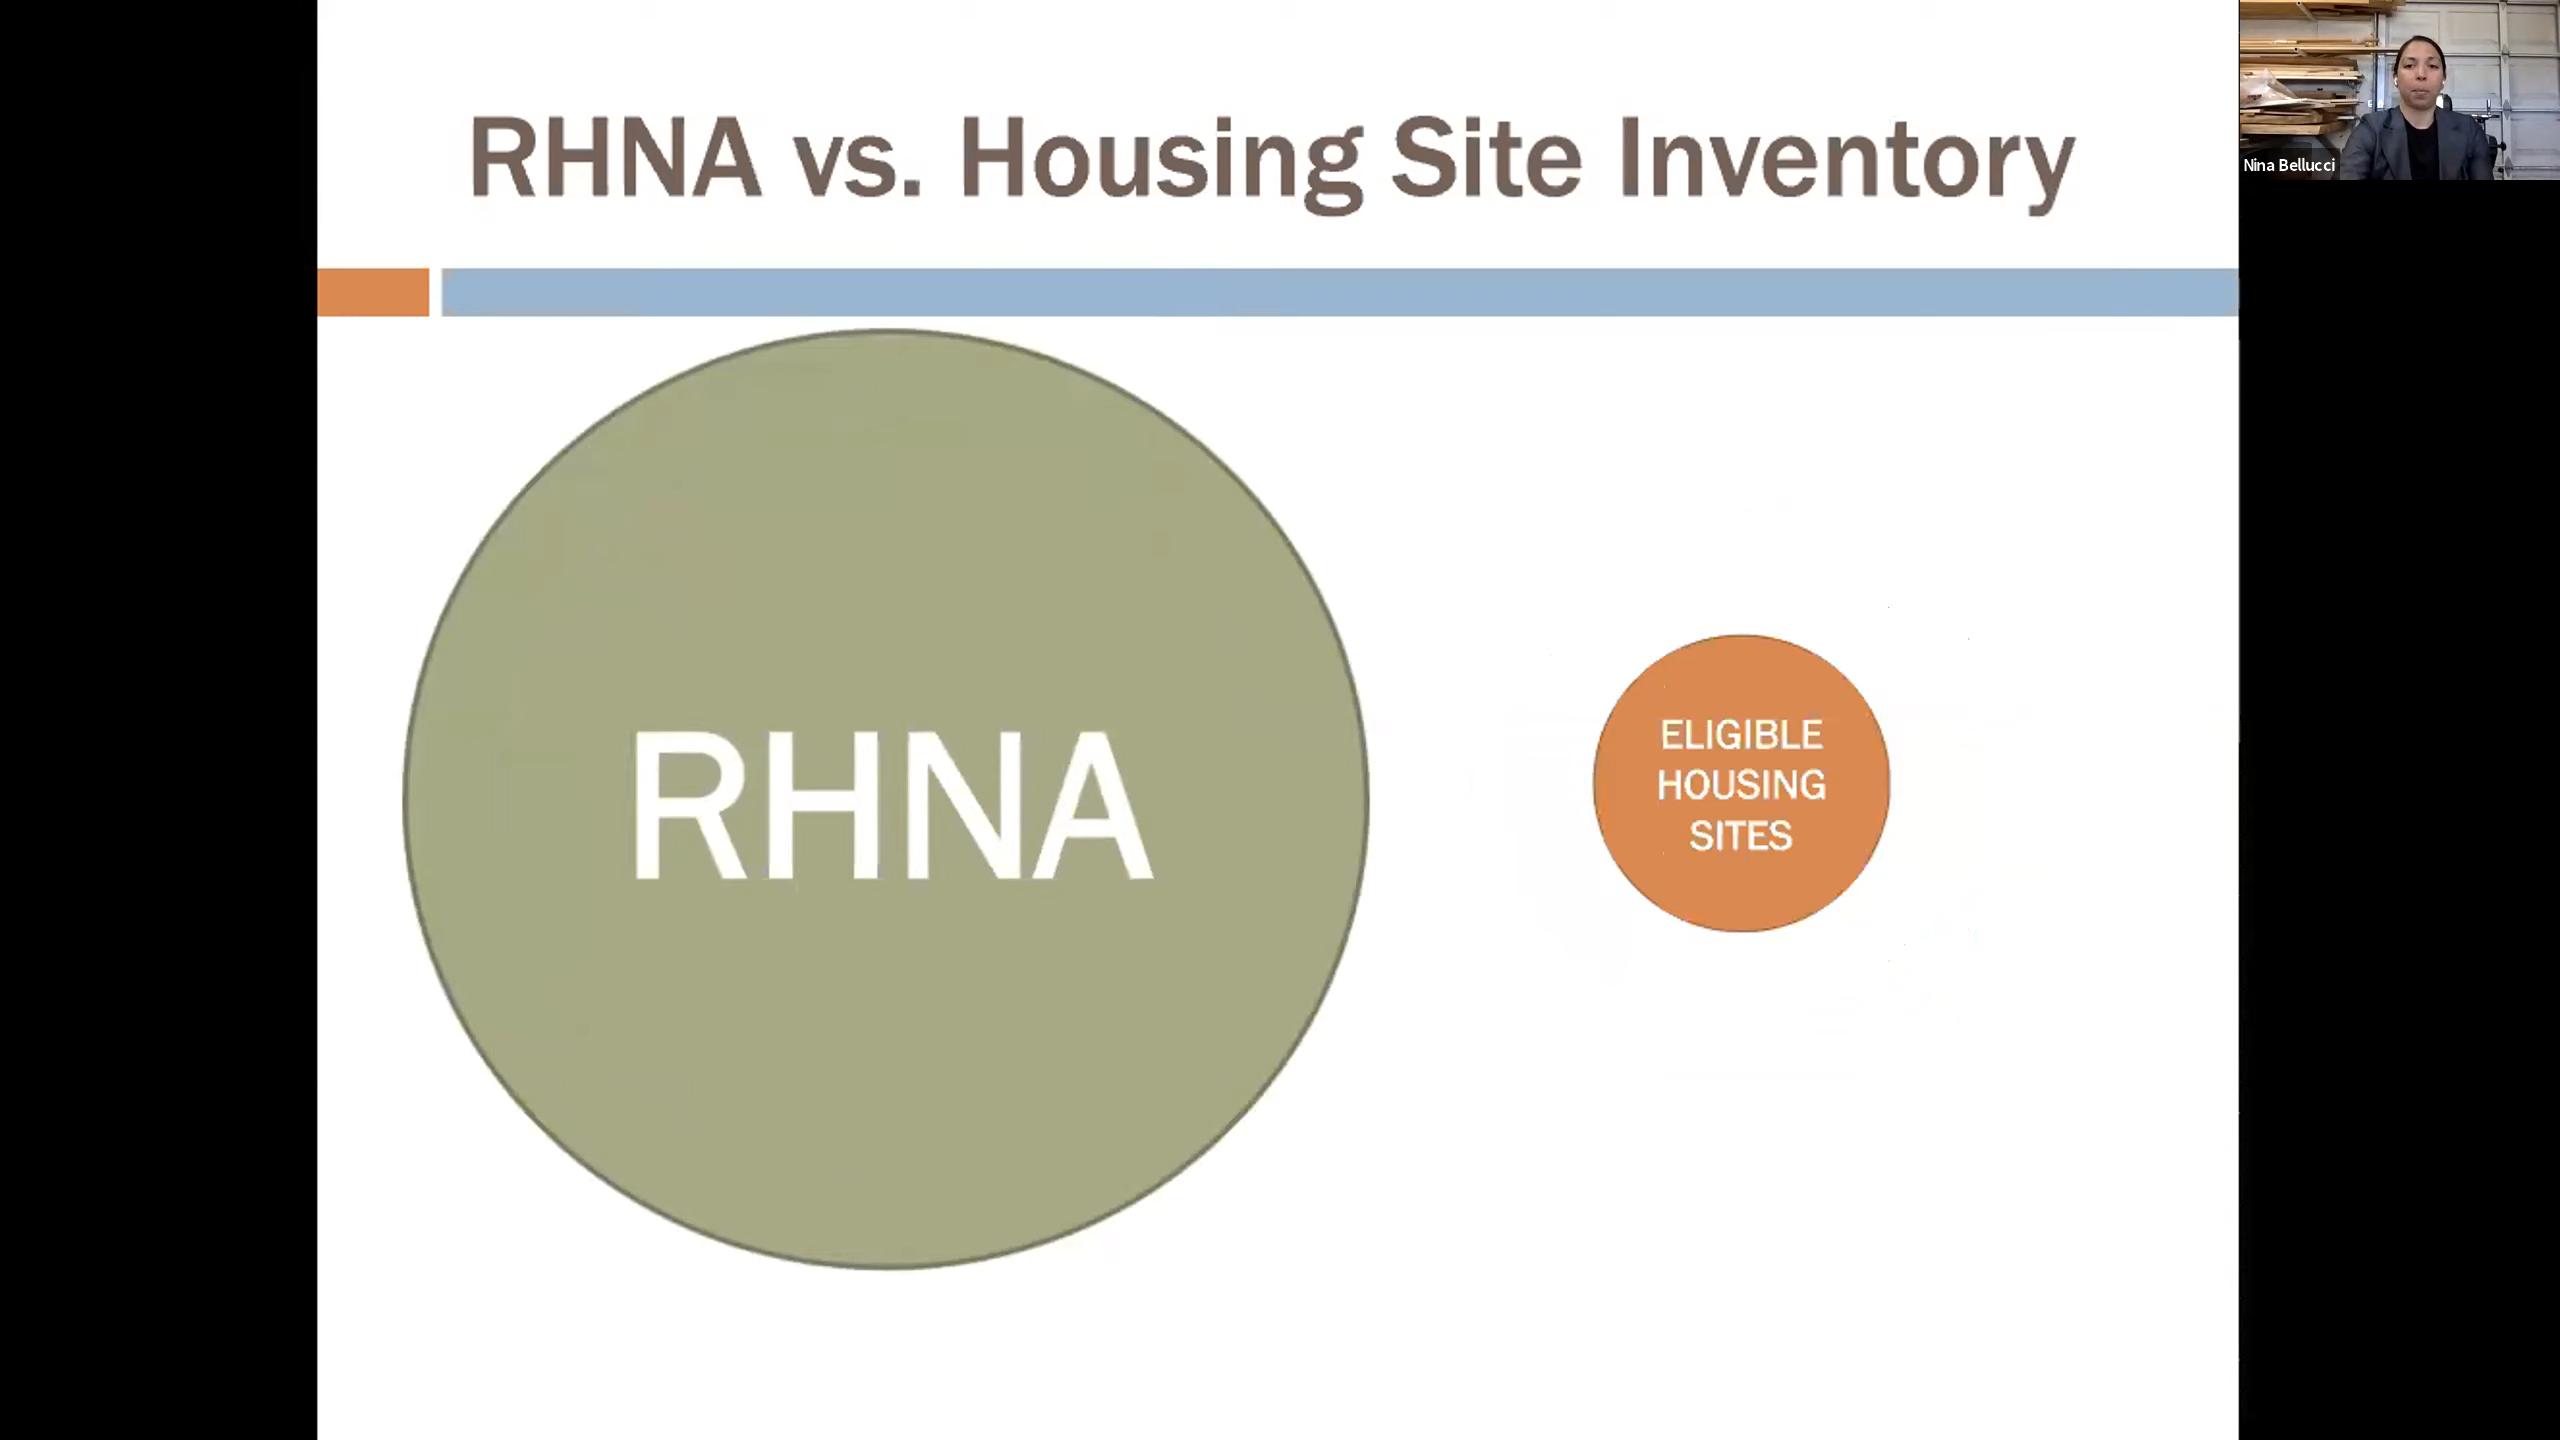 RHNA vs. Housing Site Inventory
Nina Bellucci
RHNA
ELIGIBLE
HOUSING
SITES